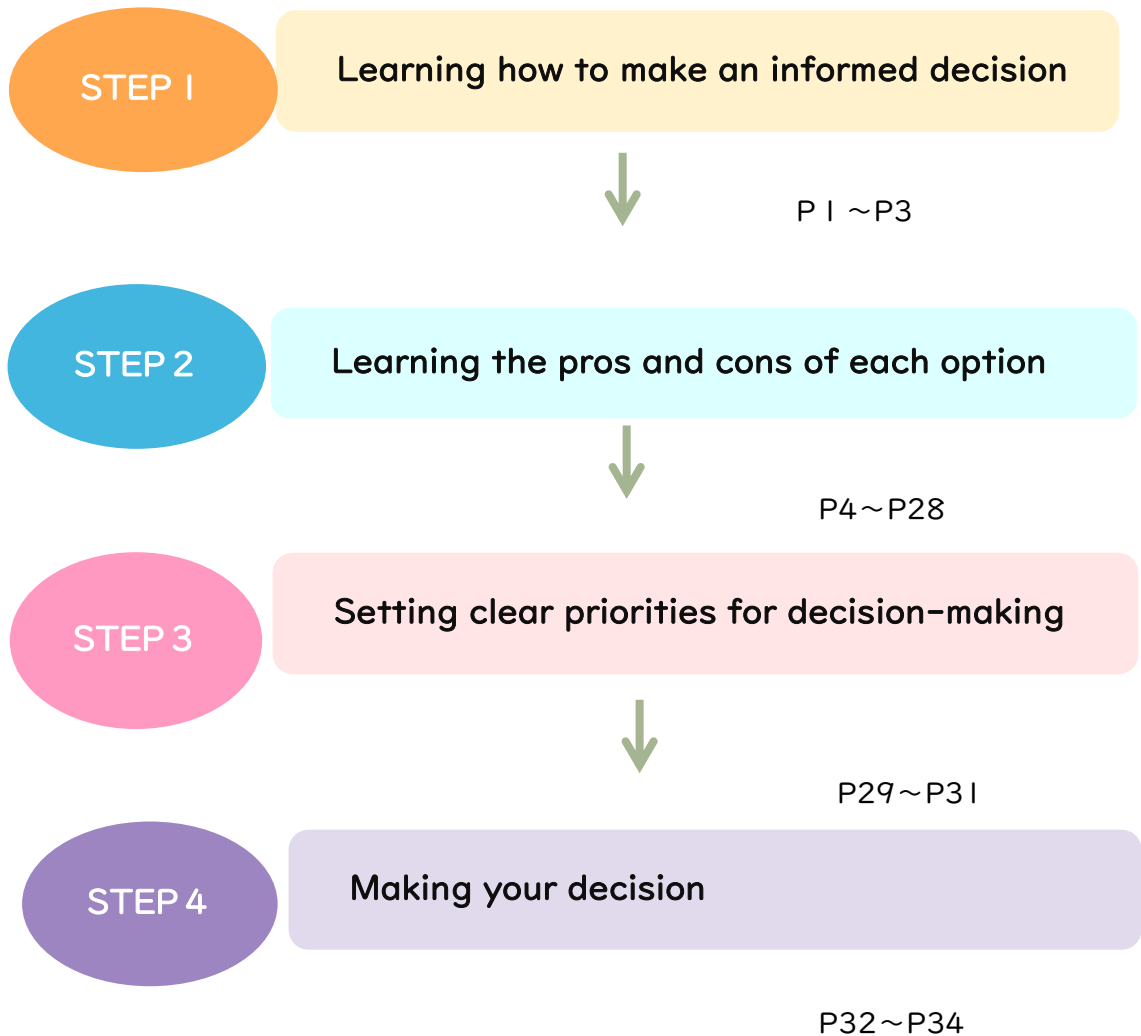 STEP 1
Learning how to make an informed decision
P1～P3
STEP 2
Learning the pros and cons of each option
P4～P28
STEP 3
Setting clear priorities for decision-making
P29～P31
STEP 4
Making your decision
P32～P34